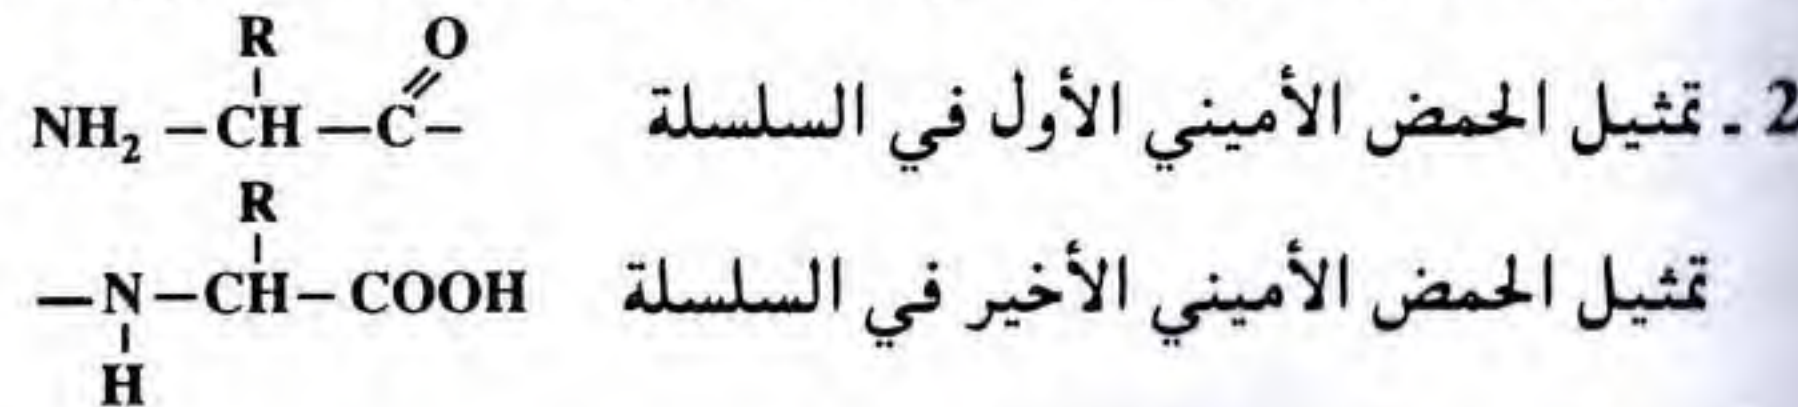 R O
2 ـ تمثيل الحمض الأميني الأول في السلسلة NH₂ –CH –C–
R
تمثيل الحمض الأميني الأخير في السلسلة –N–CH–COOH
H